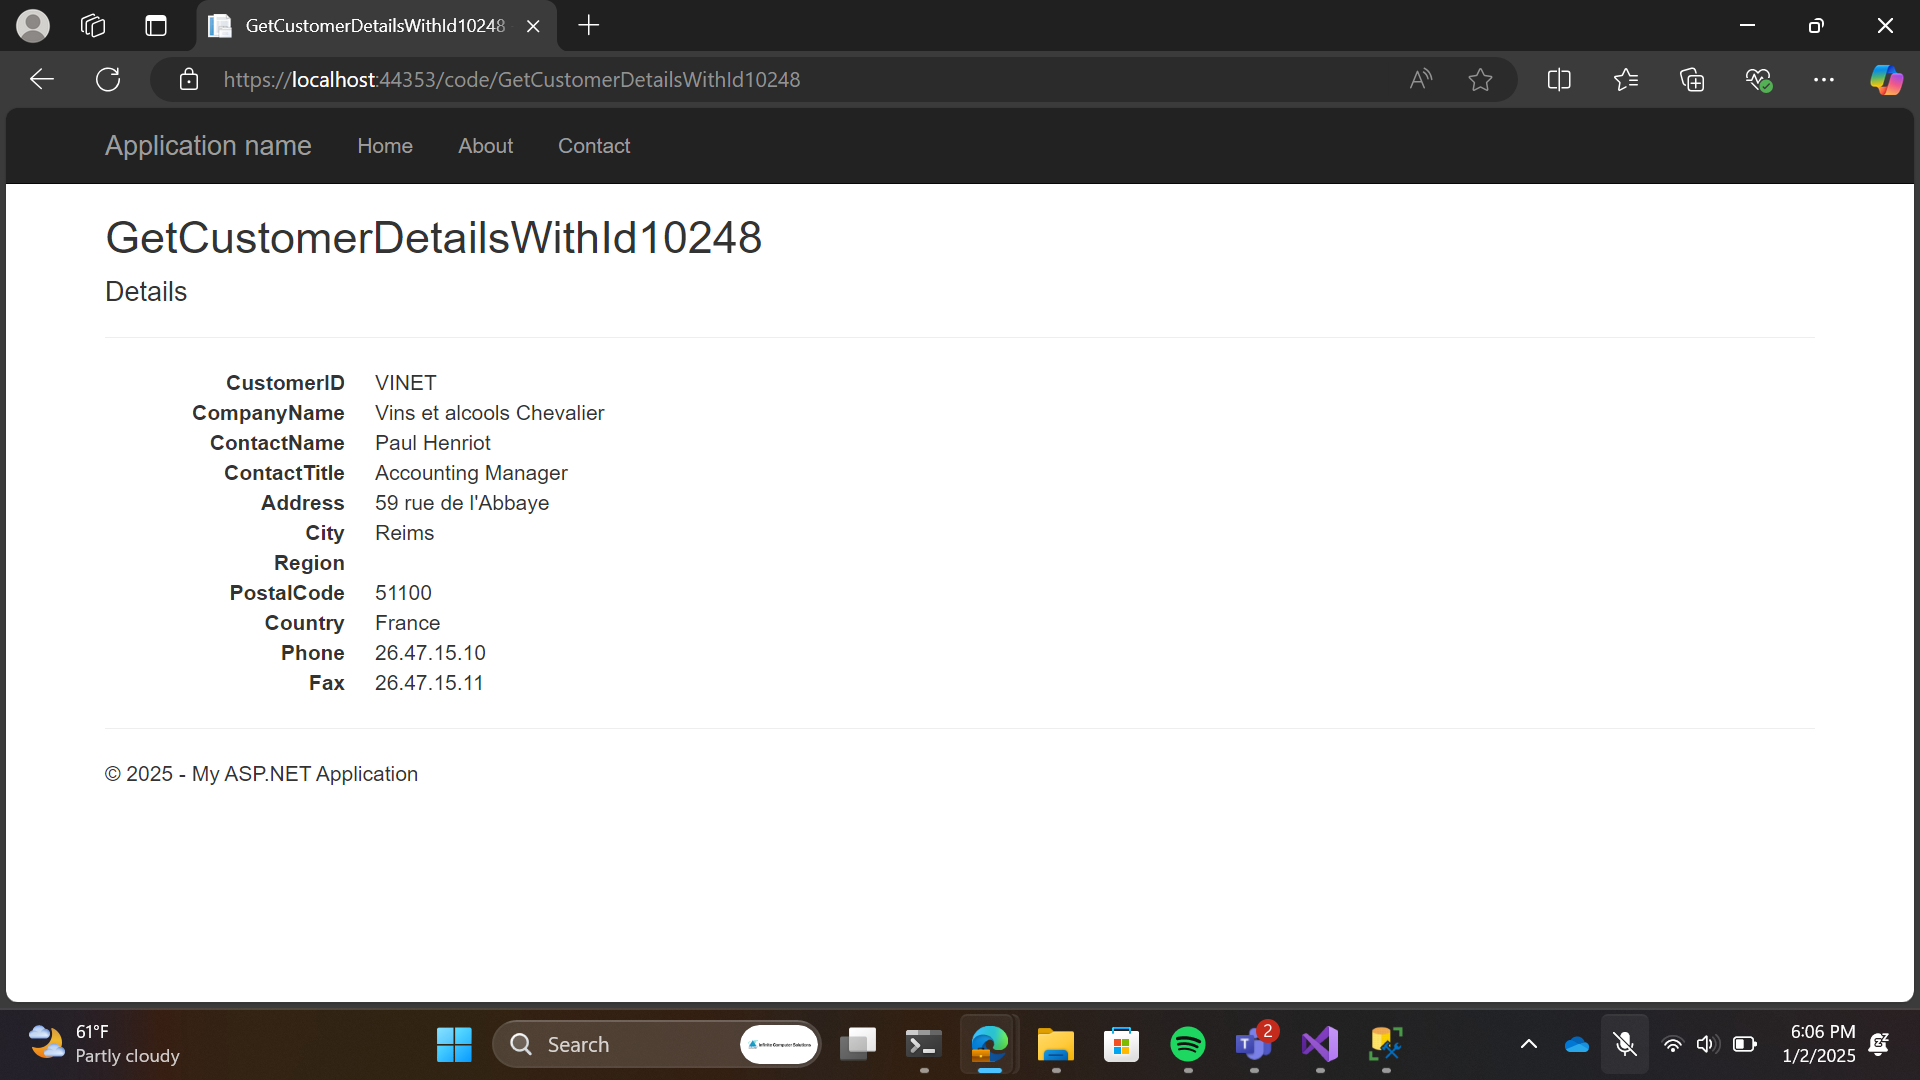 GetCustomerDetailsWithId10248
https://localhost:44353/code/GetCustomerDetailsWithId10248
Application name
Home
About
Contact
GetCustomerDetailsWithId10248
Details
CustomerID VINET
CompanyName Vins et alcools Chevalier
ContactName Paul Henriot
ContactTitle Accounting Manager
Address 59 rue de l'Abbaye
City Reims
Region
PostalCode 51100
Country France
Phone 26.47.15.10
Fax 26.47.15.11
© 2025 - My ASP.NET Application
61°F
Partly cloudy
Search
Infinite Computer Solutions
2
6:06 PM
1/2/2025